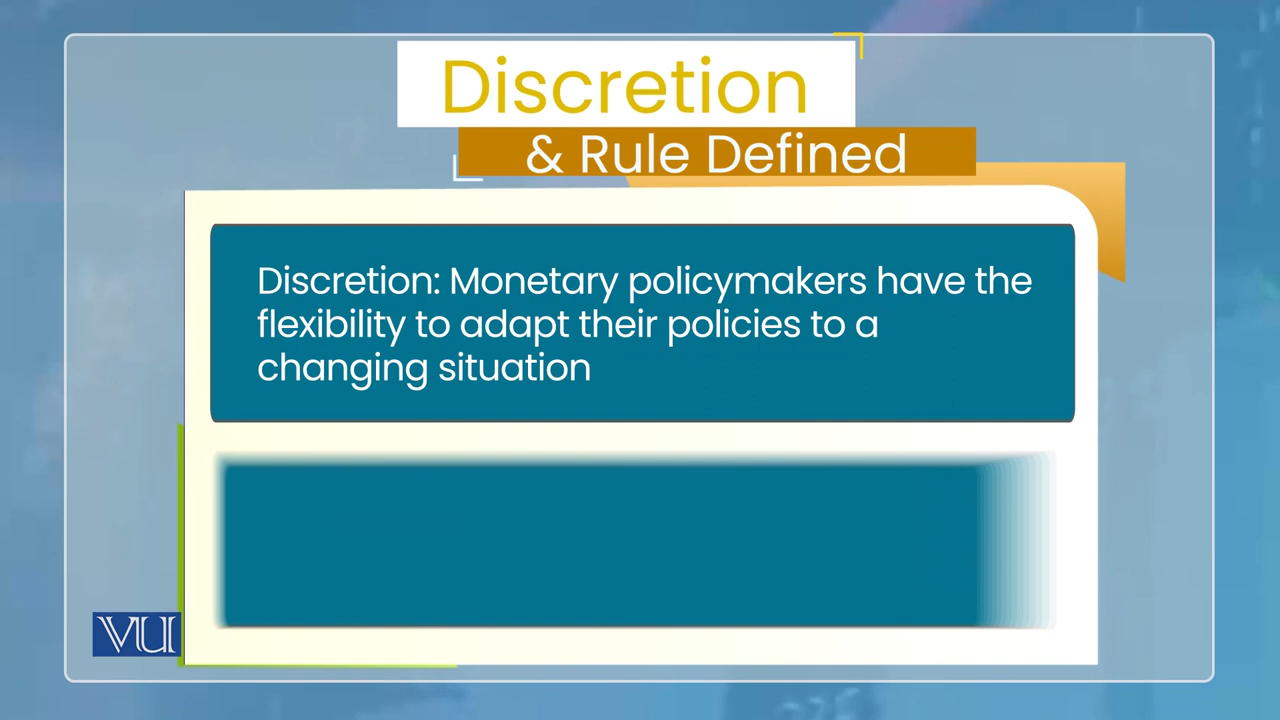 Discretion
& Rule Defined
Discretion: Monetary policymakers have the
flexibility to adapt their policies to a
changing situation
VU